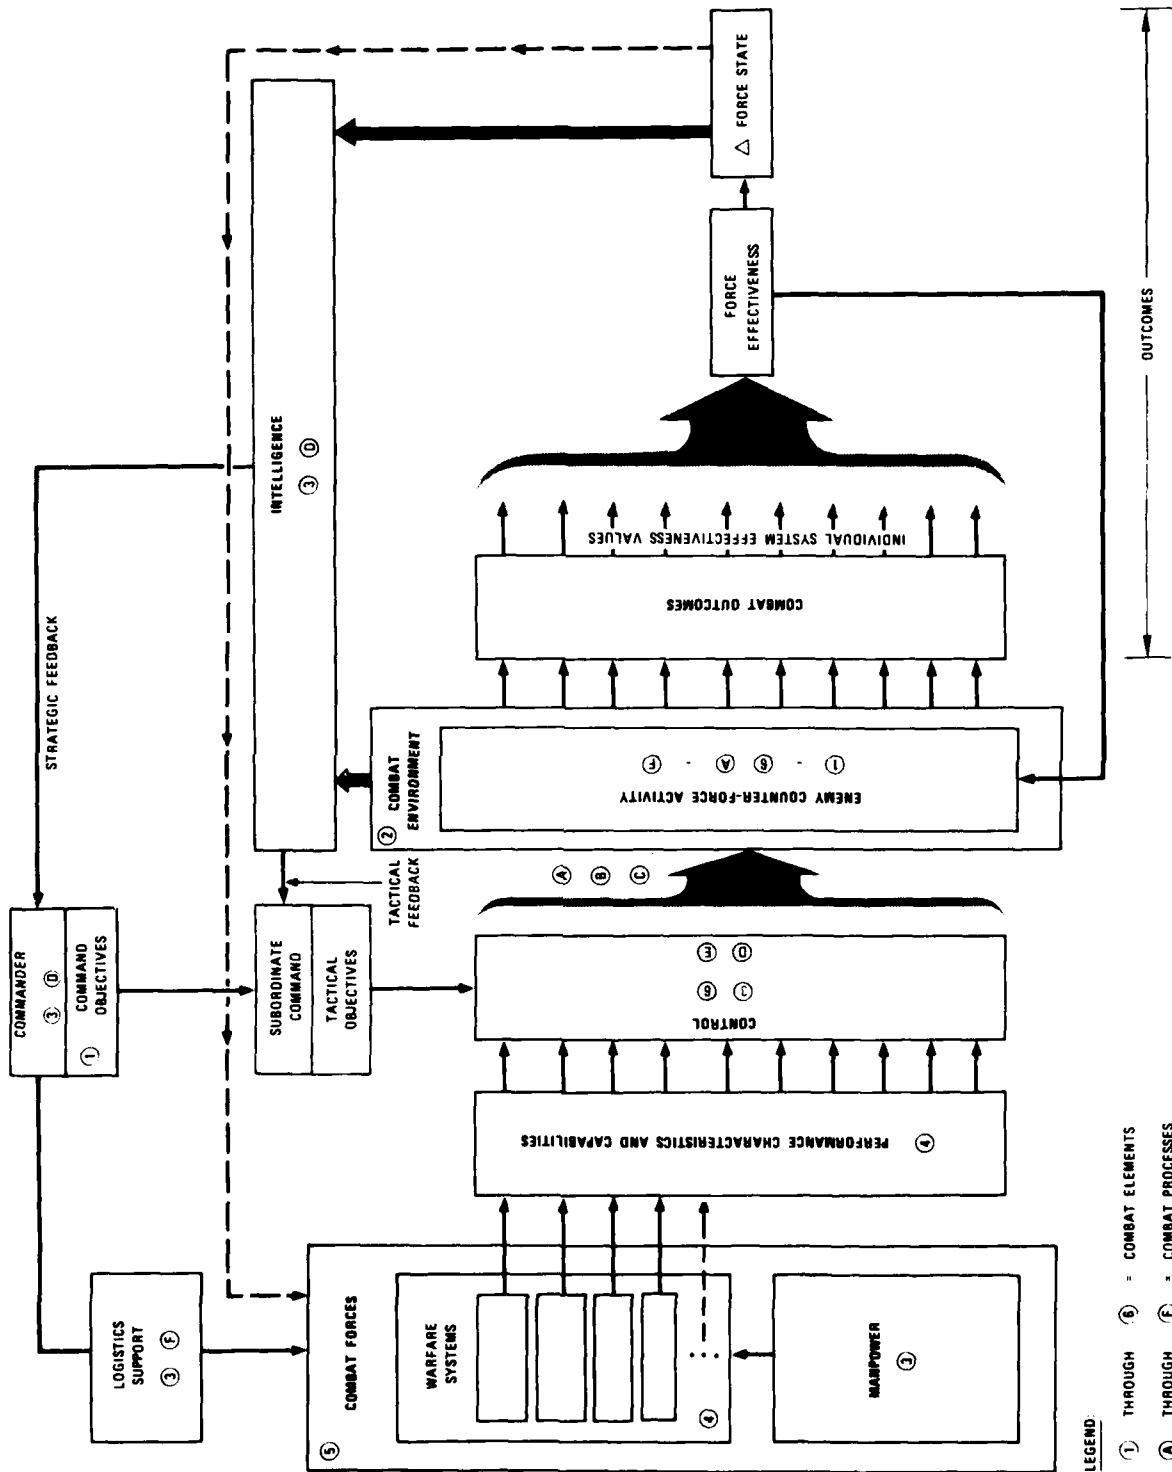 LOGISTICS
SUPPORT
③ Ⓕ
COMMANDER
③ Ⓓ
① COMMAND
OBJECTIVES
STRATEGIC FEEDBACK
SUBORDINATE
COMMAND
TACTICAL
OBJECTIVES
TACTICAL
FEEDBACK
INTELLIGENCE
③ Ⓓ
⑤ COMBAT FORCES
WARFARE
SYSTEMS
④
MANPOWER
③
PERFORMANCE CHARACTERISTICS AND CAPABILITIES
④
CONTROL
③ Ⓓ
⑥ Ⓔ
Ⓐ
Ⓑ
Ⓒ
② COMBAT
ENVIRONMENT
ENEMY COUNTER-FORCE ACTIVITY
① - ⑥ Ⓐ - Ⓕ
COMBAT OUTCOMES
INDIVIDUAL SYSTEM EFFECTIVENESS VALUES
FORCE
EFFECTIVENESS
△ FORCE STATE
OUTCOMES
LEGEND:
① THROUGH ⑥ = COMBAT ELEMENTS
Ⓐ THROUGH Ⓕ = COMBAT PROCESSES